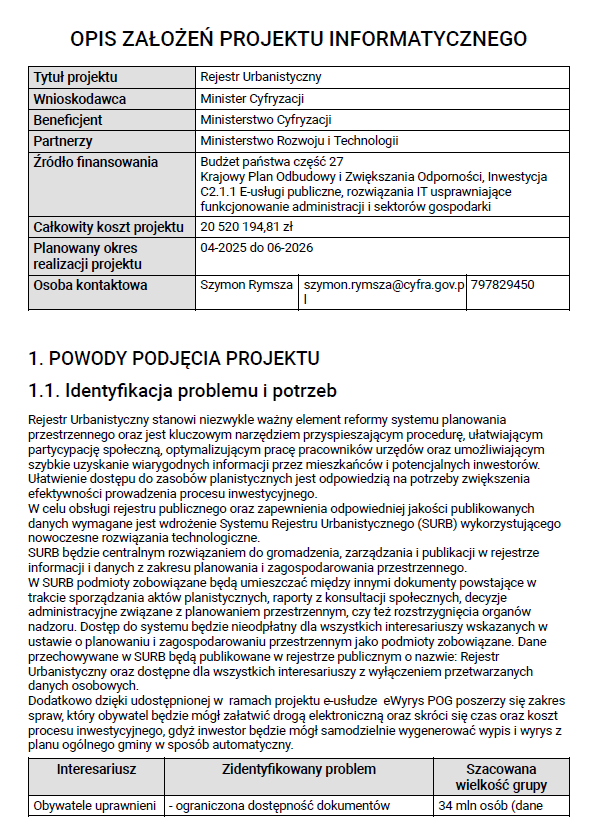 OPIS ZAŁOŻEŃ PROJEKTU INFORMATYCZNEGO
Tytuł projektu Rejestr Urbanistyczny
Wnioskodawca Minister Cyfryzacji
Beneficjent Ministerstwo Cyfryzacji
Partnerzy Ministerstwo Rozwoju i Technologii
Źródło finansowania Budżet państwa część 27
Krajowy Plan Odbudowy i Zwiększania Odporności, Inwestycja
C2.1.1 E-usługi publiczne, rozwiązania IT usprawniające
funkcjonowanie administracji i sektorów gospodarki
Całkowity koszt projektu 20 520 194,81 zł
Planowany okres 04-2025 do 06-2026
realizacji projektu
Osoba kontaktowa Szymon Rymsza szymon.rymsza@cyfra.gov.p 797829450
l
1. POWODY PODJĘCIA PROJEKTU
1.1. Identyfikacja problemu i potrzeb
Rejestr Urbanistyczny stanowi niezwykle ważny element reformy systemu planowania
przestrzennego oraz jest kluczowym narzędziem przyspieszającym procedurę, ułatwiającym
partycypację społeczną, optymalizującym pracę pracowników urzędów oraz umożliwiającym
szybkie uzyskanie wiarygodnych informacji przez mieszkańców i potencjalnych inwestorów.
Ułatwienie dostępu do zasobów planistycznych jest odpowiedzią na potrzeby zwiększenia
efektywności prowadzenia procesu inwestycyjnego.
W celu obsługi rejestru publicznego oraz zapewnienia odpowiedniej jakości publikowanych
danych wymagane jest wdrożenie Systemu Rejestru Urbanistycznego (SURB) wykorzystującego
nowoczesne rozwiązania technologiczne.
SURB będzie centralnym rozwiązaniem do gromadzenia, zarządzania i publikacji w rejestrze
informacji i danych z zakresu planowania i zagospodarowania przestrzennego.
W SURB podmioty zobowiązane będą umieszczać między innymi dokumenty powstające w
trakcie sporządzania aktów planistycznych, raporty z konsultacji społecznych, decyzje
administracyjne związane z planowaniem przestrzennym, czy też rozstrzygnięcia organów
nadzoru. Dostęp do systemu będzie nieodpłatny dla wszystkich interesariuszy wskazanych w
ustawie o planowaniu i zagospodarowaniu przestrzennym jako podmioty zobowiązane. Dane
przechowywane w SURB będą publikowane w rejestrze publicznym o nazwie: Rejestr
Urbanistyczny oraz dostępne dla wszystkich interesariuszy z wyłączeniem przetwarzanych
danych osobowych.
Dodatkowo dzięki udostępnionej w ramach projektu e-usłudze eWyrys POG poszerzy się zakres
spraw, który obywatel będzie mógł załatwić drogą elektroniczną oraz skróci się czas oraz koszt
procesu inwestycyjnego, gdyż inwestor będzie mógł samodzielnie wygenerować wypis i wyrys z
planu ogólnego gminy w sposób automatyczny.
Interesariusz Zidentyfikowany problem Szacowana
wielkość grupy
Obywatele uprawnieni - ograniczona dostępność dokumentów 34 mln osób (dane